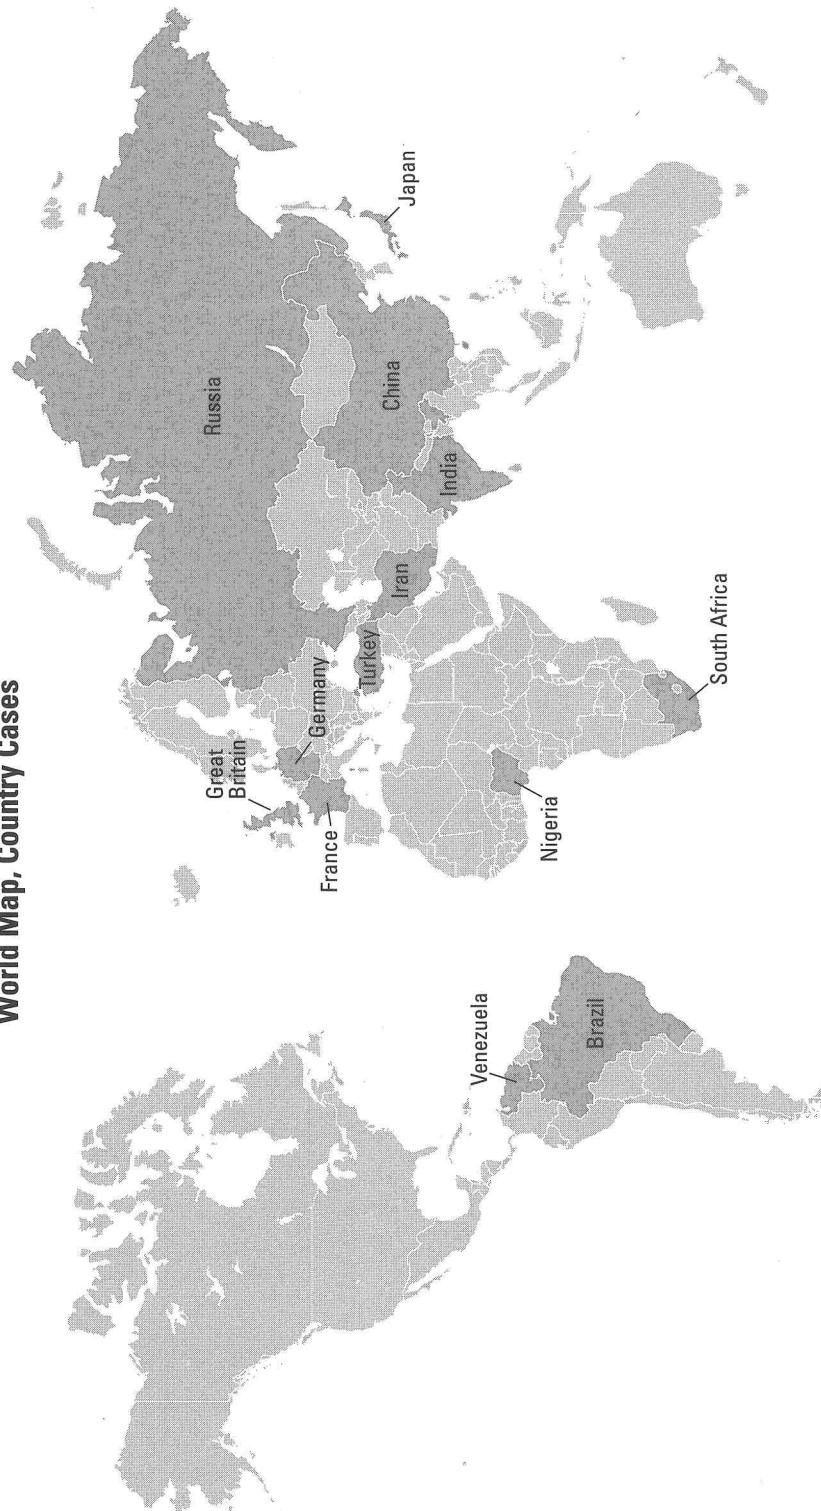 World Map, Country Cases
Russia
Japan
China
India
Iran
Turkey
Germany
Great
Britain
France
Nigeria
South Africa
Venezuela
Brazil